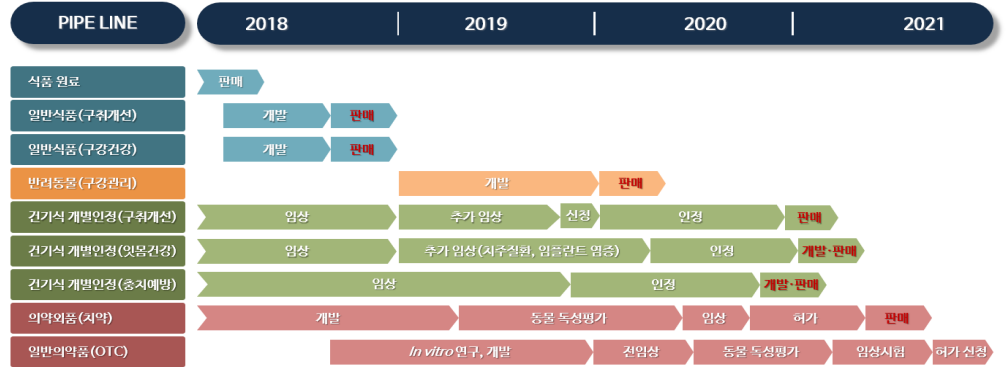 PIPE LINE 2018 2019 2020 2021
식품 원료 판매
일반식품(구취개선) 개발 판매
일반식품(구강건강) 개발 판매
반려동물(구강관리) 개발 판매
건기식 개별인정(구취개선) 임상 추가 임상 신청 인정 판매
건기식 개별인정(잇몸건강) 임상 추가 임상(치주질환, 임플란트 염증) 인정 개발·판매
건기식 개별인정(충치예방) 임상 인정 개발·판매
의약외품(치약) 개발 동물 독성평가 임상 허가 판매
일반의약품(OTC) In vitro 연구, 개발 전임상 동물 독성평가 임상시험 허가 신청